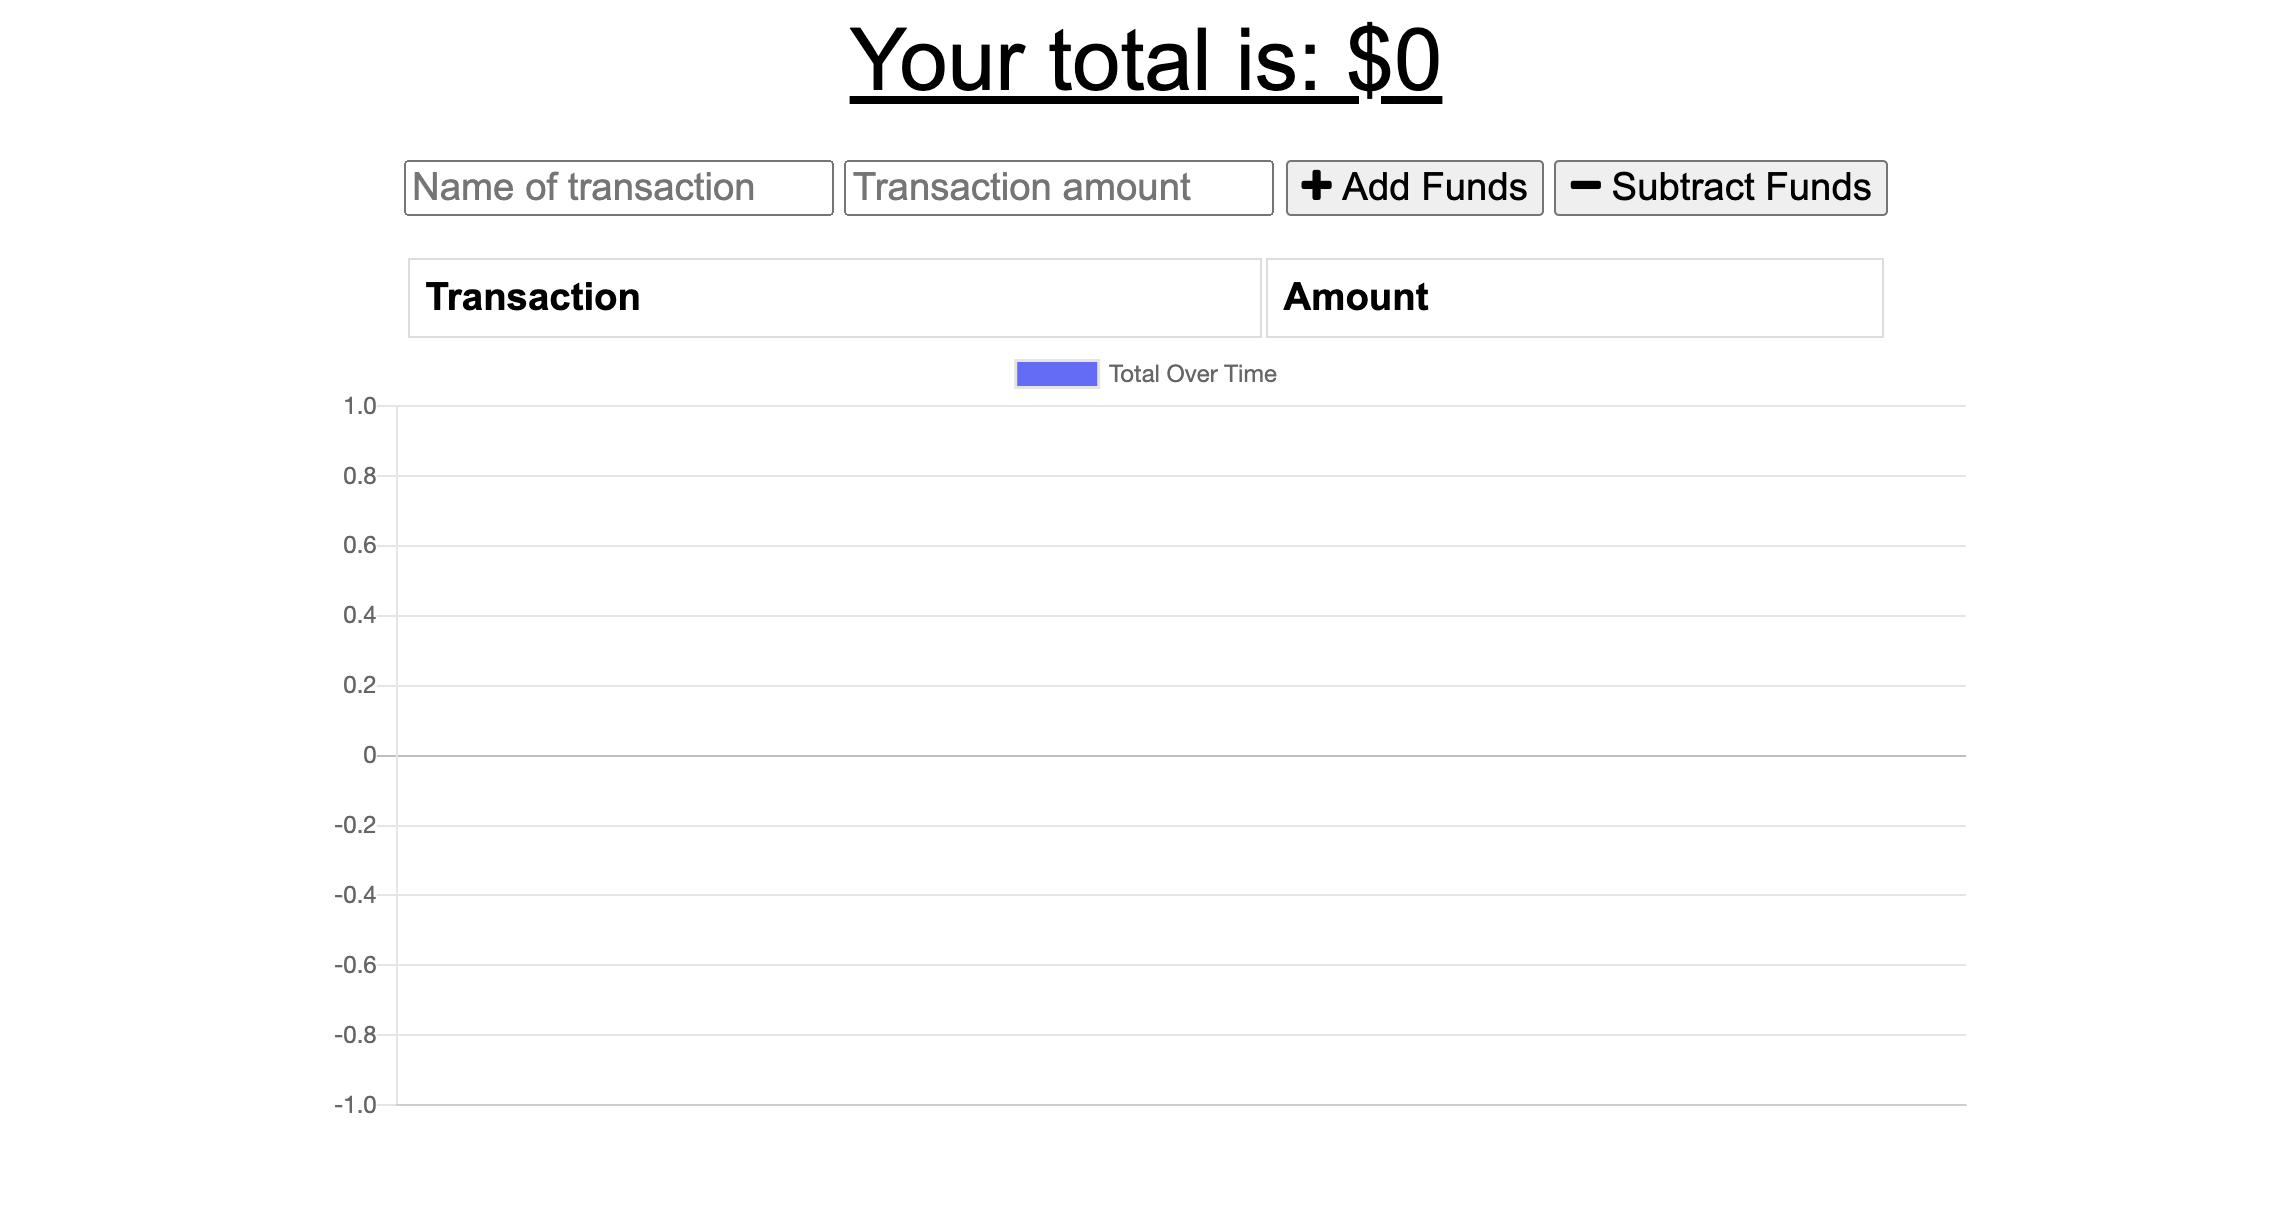 Your total is: $0
Name of transaction Transaction amount + Add Funds − Subtract Funds
Transaction Amount
Total Over Time
1.0
0.8
0.6
0.4
0.2
0
-0.2
-0.4
-0.6
-0.8
-1.0